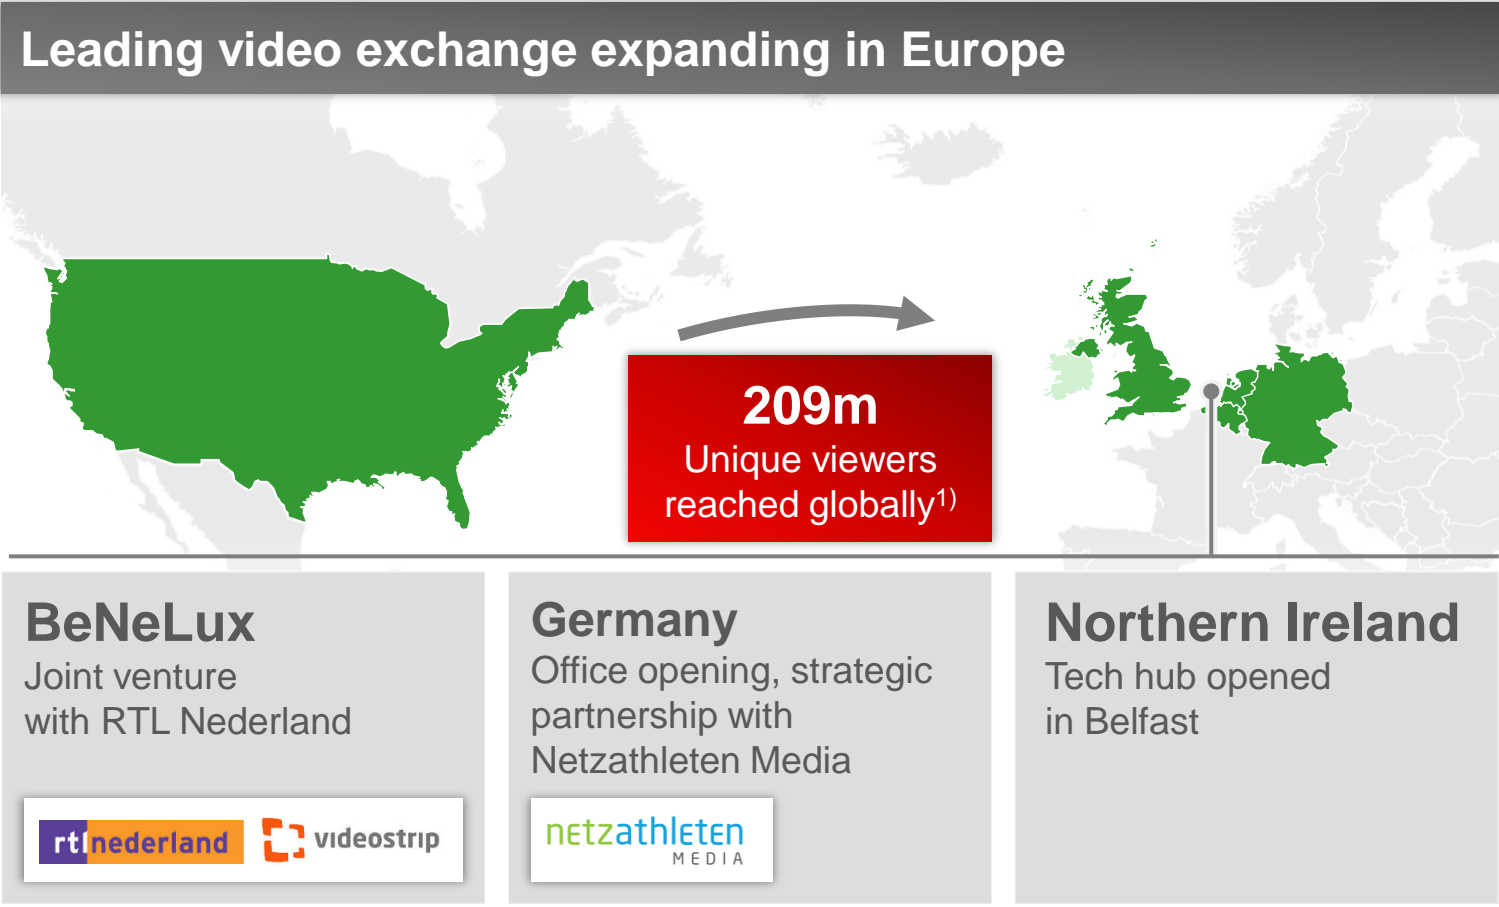 Leading video exchange expanding in Europe
209m
Unique viewers
reached globally1)
BeNeLux
Joint venture
with RTL Nederland
rtl nederland
videostrip
Germany
Office opening, strategic
partnership with
Netzathleten Media
netzathleten
MEDIA
Northern Ireland
Tech hub opened
in Belfast